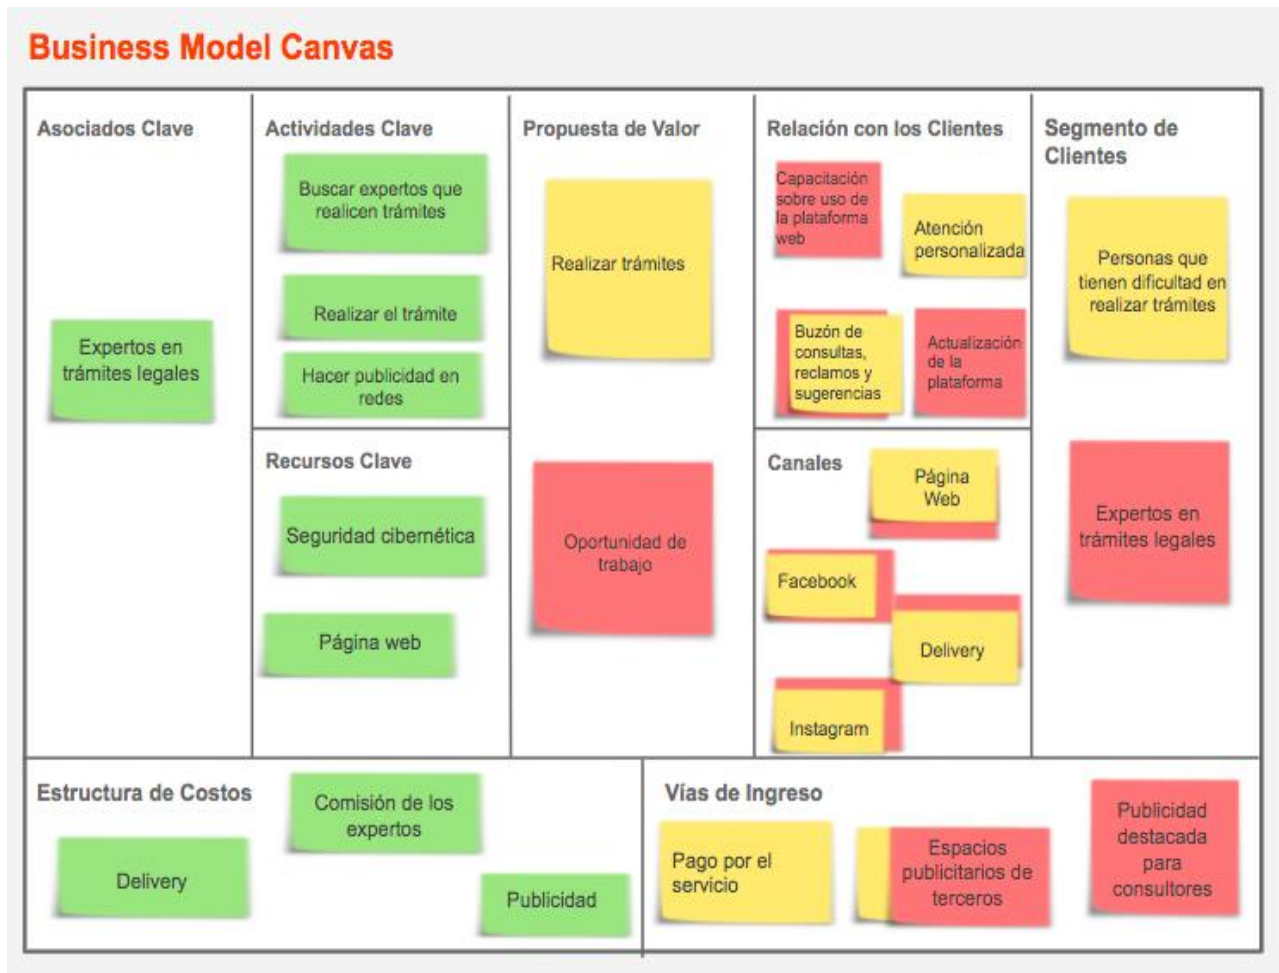 Business Model Canvas
Asociados Clave
Expertos en
trámites legales
Actividades Clave
Buscar expertos que
realicen trámites
Realizar el trámite
Hacer publicidad en
redes
Recursos Clave
Seguridad cibernética
Página web
Propuesta de Valor
Realizar trámites
Oportunidad de
trabajo
Relación con los Clientes
Capacitación
sobre uso de
la plataforma
web
Atención
personalizada
Buzón de
consultas,
reclamos y
sugerencias
Actualización
de la
plataforma
Canales
Página
Web
Facebook
Delivery
Instagram
Segmento de
Clientes
Personas que
tienen dificultad en
realizar trámites
Expertos en
trámites legales
Estructura de Costos
Delivery
Comisión de los
expertos
Publicidad
Vías de Ingreso
Pago por el
servicio
Espacios
publicitarios de
terceros
Publicidad
destacada
para
consultores